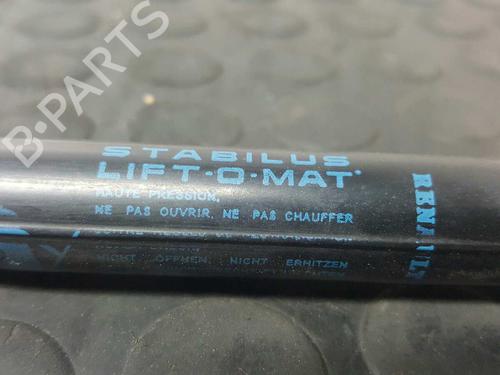 B-PARTS
STABILUS
LIFT-O-MAT
HAUTE PRESSION,
NE PAS OUVRIR, NE PAS CHAUFFER
NICHT ÖFFNEN, NICHT ERHITZEN
RENAULT